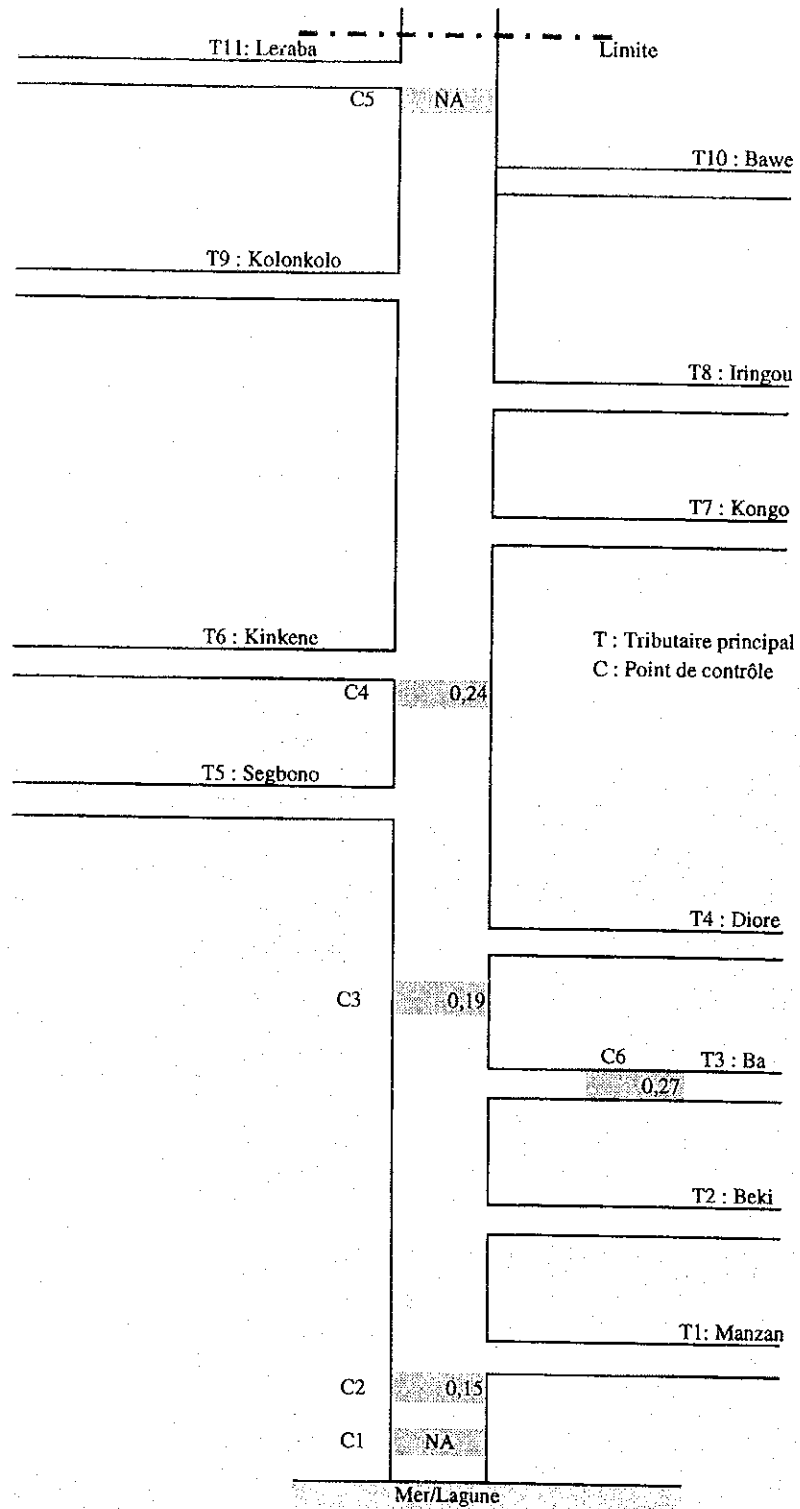 T11: Leraba
Limite
C5 NA
T10 : Bawe
T9 : Kolonkolo
T8 : Iringou
T7 : Kongo
T6 : Kinkene
T : Tributaire principal
C : Point de contrôle
C4 0,24
T5 : Segbono
T4 : Diore
C3 0,19
C6 T3 : Ba
0,27
T2 : Beki
T1: Manzan
C2 0,15
C1 NA
Mer/Lagune